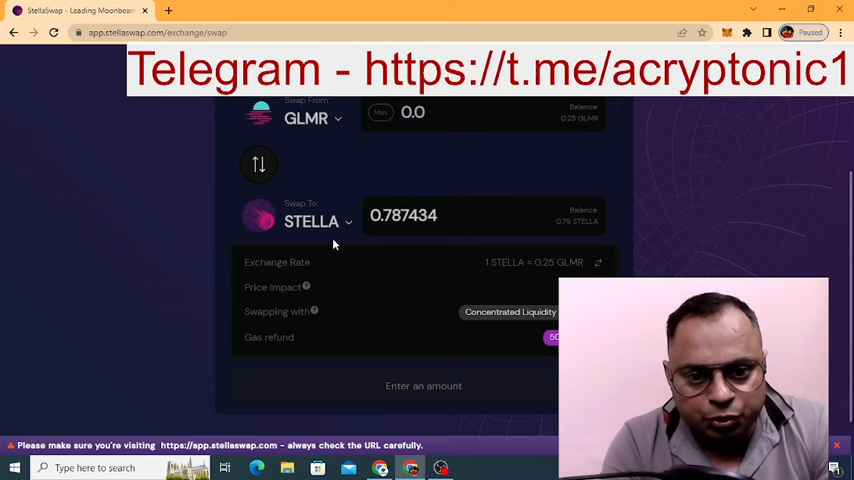 StellaSwap - Leading Moonbeam
app.stellaswap.com/exchange/swap
Paused
Telegram - https://t.me/acryptonic1
Swap From:
GLMR
Max
0.0
Balance:
0.25 GLMR
Swap To:
STELLA
0.787434
Balance:
0.79 STELLA
Exchange Rate
1 STELLA = 0.25 GLMR
Price Impact
Swapping with
Concentrated Liquidity
Gas refund
50
Enter an amount
Please make sure you're visiting https://app.stellaswap.com - always check the URL carefully.
Type here to search